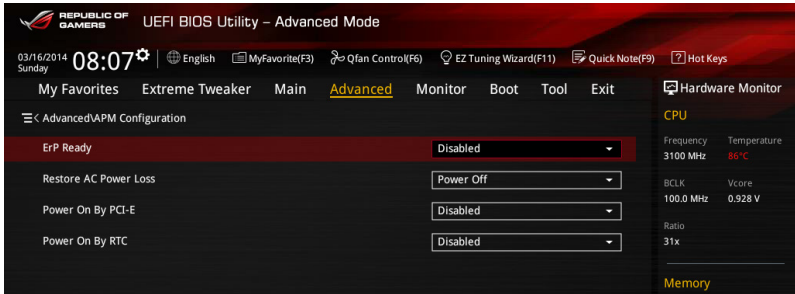 REPUBLIC OF
GAMERS
UEFI BIOS Utility – Advanced Mode
03/16/2014
Sunday
08:07
English
MyFavorite(F3)
Qfan Control(F6)
EZ Tuning Wizard(F11)
Quick Note(F9)
? Hot Keys
My Favorites
Extreme Tweaker
Main
Advanced
Monitor
Boot
Tool
Exit
Hardware Monitor
< Advanced\APM Configuration
ErP Ready
Disabled
Restore AC Power Loss
Power Off
Power On By PCI-E
Disabled
Power On By RTC
Disabled
CPU
Frequency
Temperature
3100 MHz
86°C
BCLK
Vcore
100.0 MHz
0.928 V
Ratio
31x
Memory